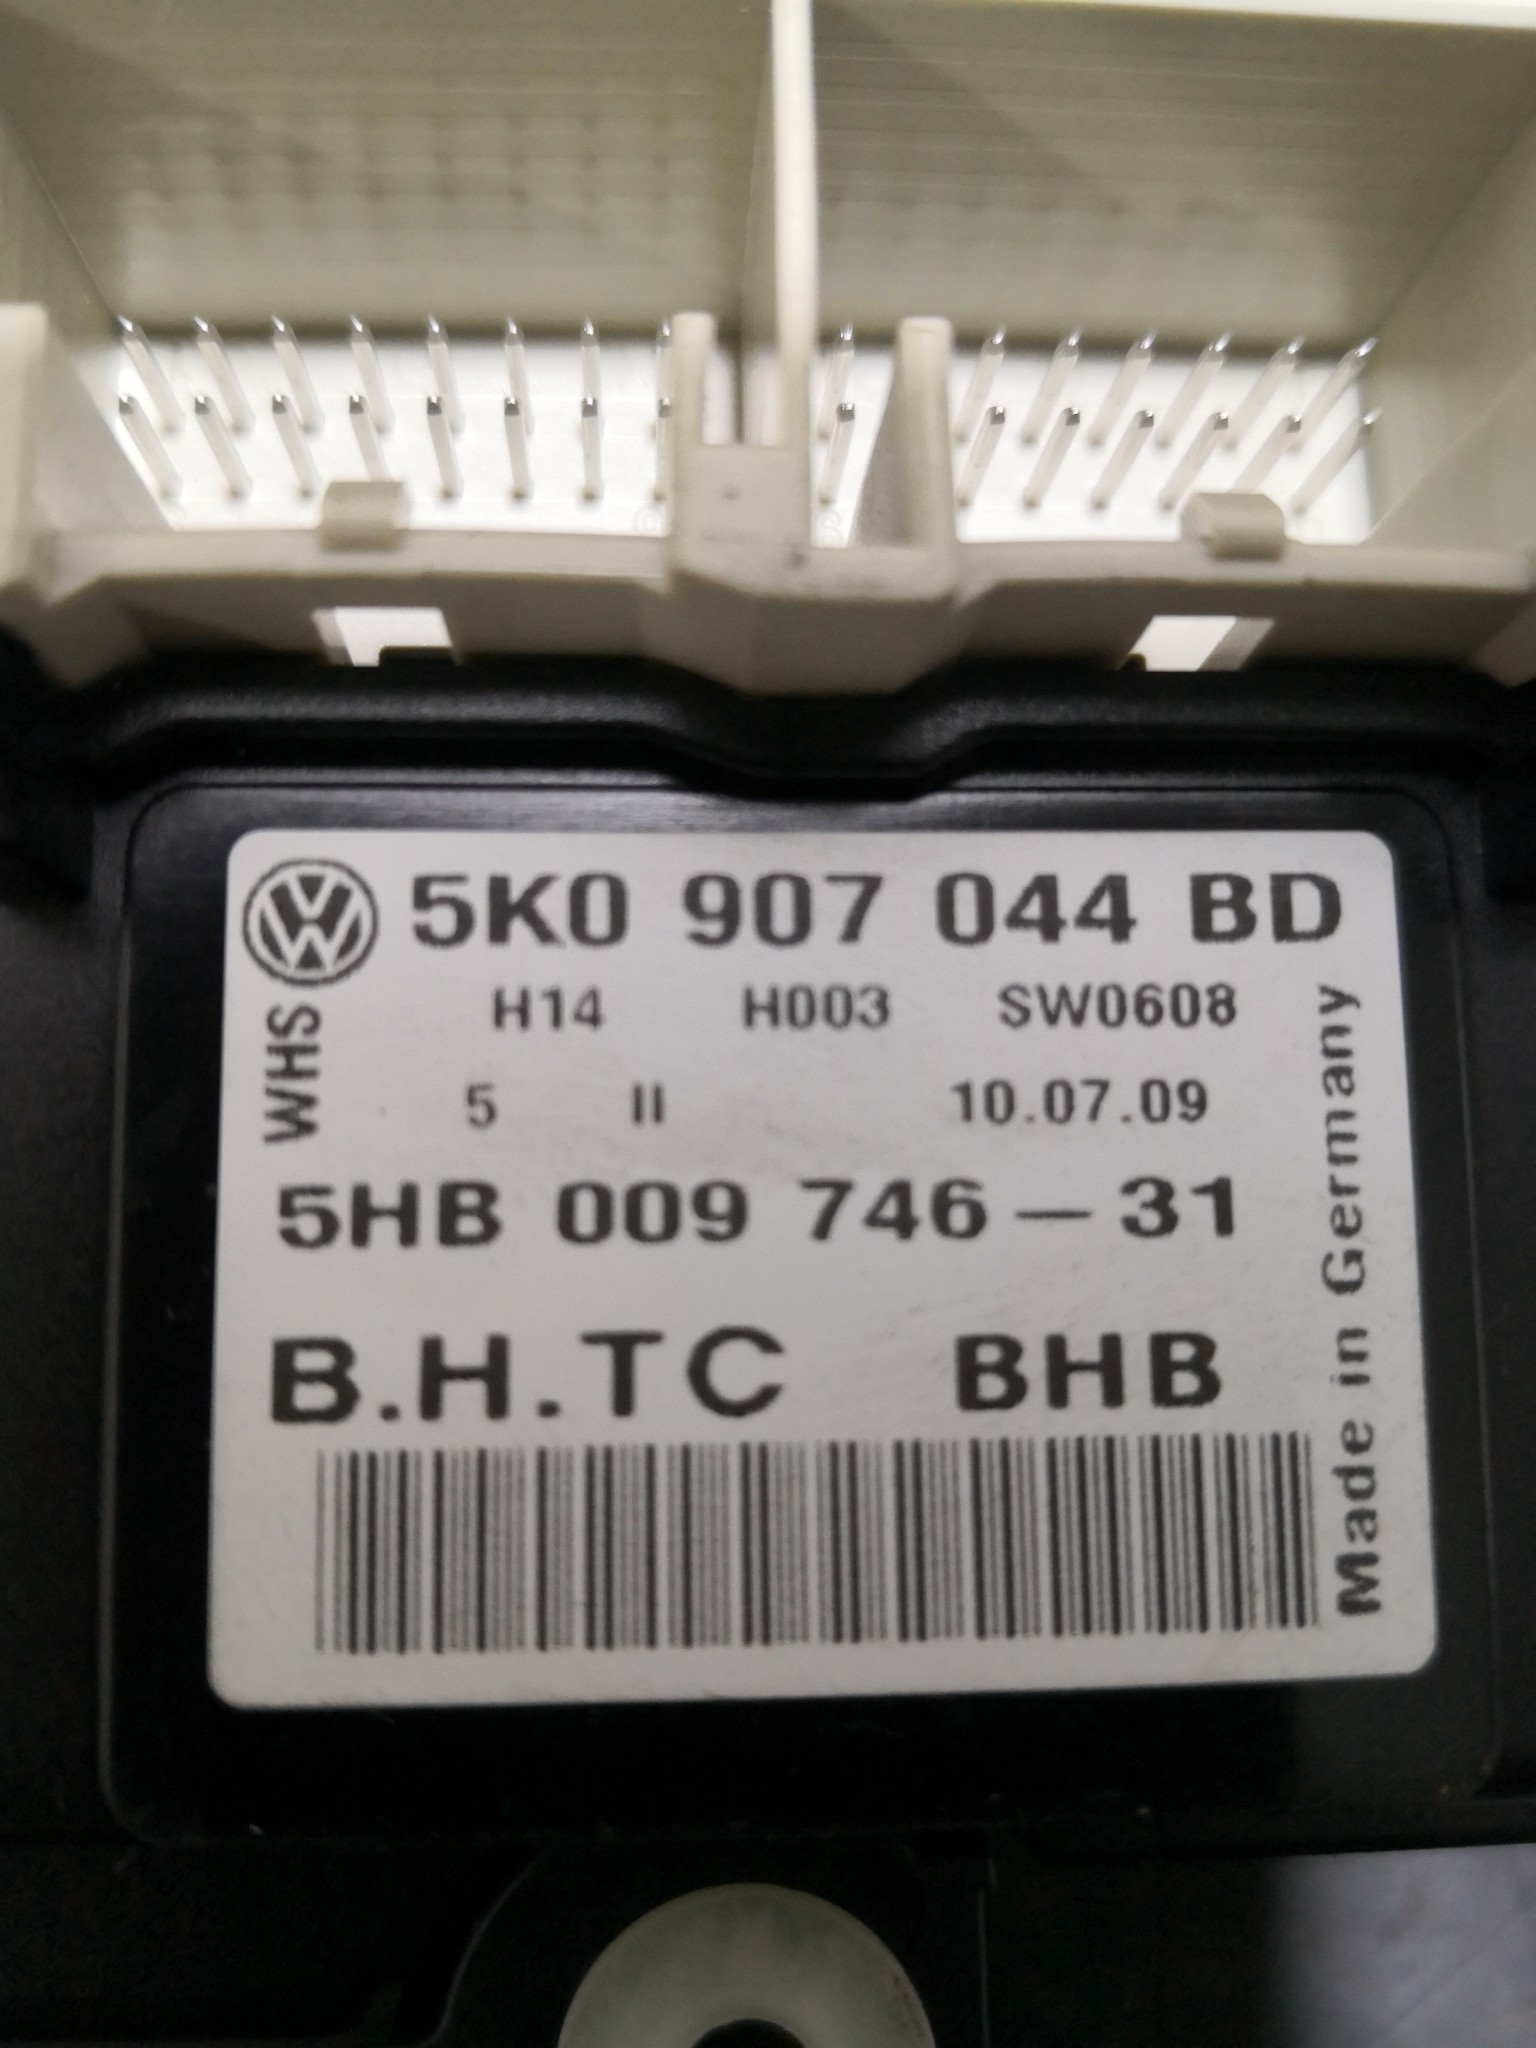 5K0 907 044 BD
H14 H003 SW0608
WHS
5 II 10.07.09
5HB 009 746-31
B.H.TC BHB
Made in Germany